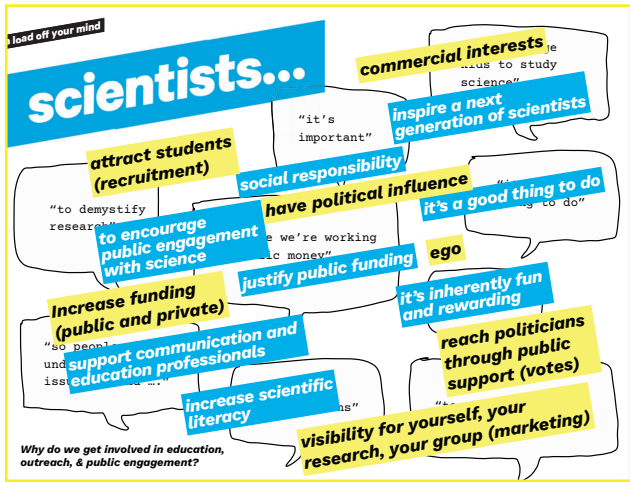 load off your mind
scientists...
commercial interests
to study
science"
inspire a next
generation of scientists
"it's
important"
attract students
(recruitment)
social responsibility
have political influence
it's a good thing to do
to do"
"to demystify
research"
to encourage
public engagement
with science
we're working
money"
ego
justify public funding
it's inherently fun
and rewarding
Increase funding
(public and private)
"so
support communication and
education professionals
reach politicians
through public
support (votes)
increase scientific
literacy
visibility for yourself, your
research, your group (marketing)
Why do we get involved in education,
outreach, & public engagement?